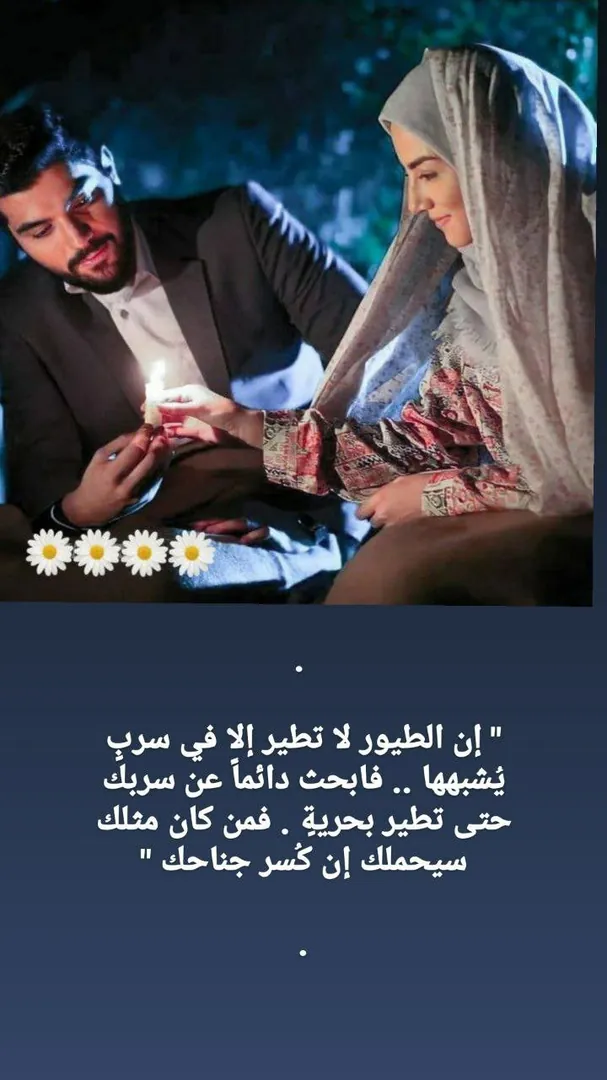 " إن الطيور لا تطير إلا في سربٍ
يُشبهها .. فابحث دائماً عن سربك
حتى تطير بحريةٍ . فمن كان مثلك
سيحملك إن كُسر جناحك "